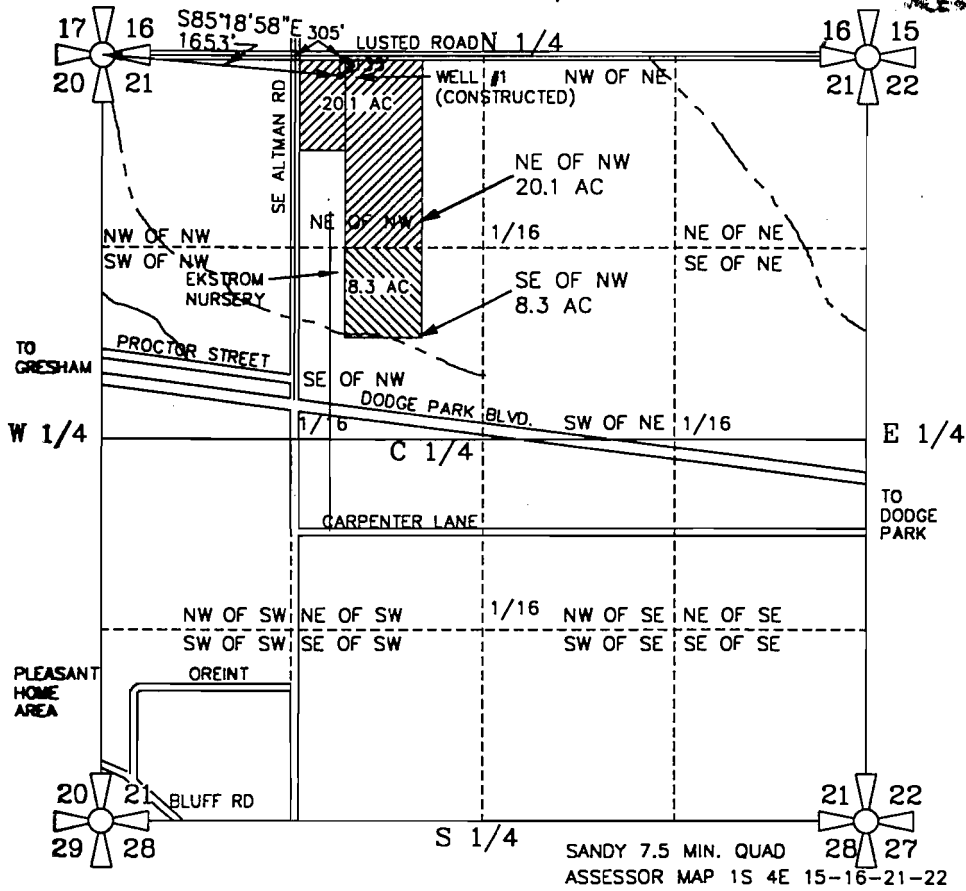 17 16
20 21
S85°18'58"E
1653'
305'
LUSTED ROAD
N 1/4
16 15
21 22
WELL #1
(CONSTRUCTED)
NW OF NE
20.1 AC
SE ALTMAN RD
NE OF NW
20.1 AC
NE OF NW
NW OF NW
SW OF NW
1/16
NE OF NE
SE OF NE
EKSTROM
NURSERY
8.3 AC
SE OF NW
8.3 AC
TO
GRESHAM
PROCTOR STREET
SE OF NW
DODGE PARK BLVD.
W 1/4
1/16
C 1/4
SW OF NE
1/16
E 1/4
TO
DODGE
PARK
CARPENTER LANE
NW OF SW
NE OF SW
1/16
NW OF SE
NE OF SE
SW OF SW
SE OF SW
SW OF SE
SE OF SE
PLEASANT
HOME
AREA
OREINT
BLUFF RD
20 21
29 28
S 1/4
21 22
28 27
SANDY 7.5 MIN. QUAD
ASSESSOR MAP 1S 4E 15-16-21-22